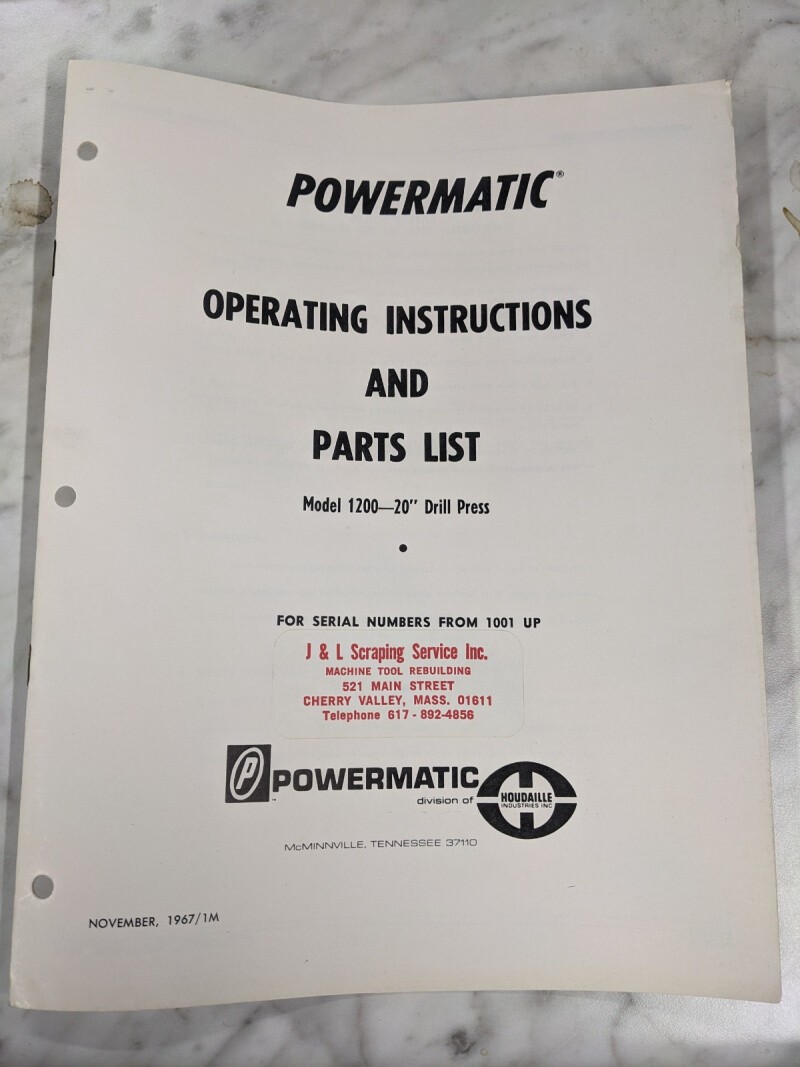 POWERMATIC®
OPERATING INSTRUCTIONS
AND
PARTS LIST
Model 1200—20" Drill Press
•
FOR SERIAL NUMBERS FROM 1001 UP
J & L Scraping Service Inc.
MACHINE TOOL REBUILDING
521 MAIN STREET
CHERRY VALLEY, MASS. 01611
Telephone 617 - 892-4856
P POWERMATIC
™
division of
HOUDAILLE
INDUSTRIES INC
McMINNVILLE, TENNESSEE 37110
NOVEMBER, 1967/1M